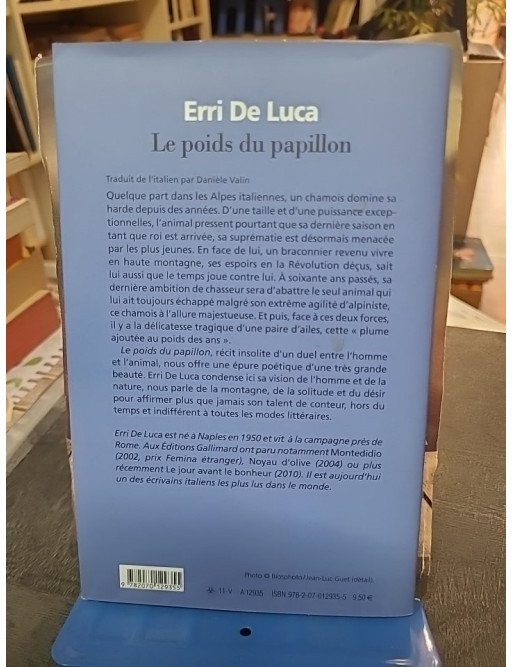 Erri De Luca
Le poids du papillon
Traduit de l'italien par Danièle Valin
Quelque part dans les Alpes italiennes, un chamois domine sa
harde depuis des années. D'une taille et d'une puissance excep-
tionnelles, l'animal pressent pourtant que sa dernière saison en
tant que roi est arrivée, sa suprématie est désormais menacée
par les plus jeunes. En face de lui, un braconnier revenu vivre
en haute montagne, ses espoirs en la Révolution déçus, sait
lui aussi que le temps joue contre lui. À soixante ans passés, sa
dernière ambition de chasseur sera d'abattre le seul animal qui
lui ait toujours échappé malgré son extrême agilité d'alpiniste,
ce chamois à l'allure majestueuse. Et puis, face à ces deux forces,
il y a la délicatesse tragique d'une paire d'ailes, cette « plume
ajoutée au poids des ans ».
Le poids du papillon, récit insolite d'un duel entre l'homme
et l'animal, nous offre une épure poétique d'une très grande
beauté. Erri De Luca condense ici sa vision de l'homme et de la
nature, nous parle de la montagne, de la solitude et du désir
pour affirmer plus que jamais son talent de conteur, hors du
temps et indifférent à toutes les modes littéraires.
Erri De Luca est né à Naples en 1950 et vit à la campagne près de
Rome. Aux Éditions Gallimard ont paru notamment Montedidio
(2002, prix Femina étranger), Noyau d'olive (2004) ou plus
récemment Le jour avant le bonheur (2010). Il est aujourd'hui
un des écrivains italiens les plus lus dans le monde.
Photo © Biosphoto/Jean-Luc Guet (détail).
9 782070 129355
11-V A 12935 ISBN 978-2-07-012935-5 9,50 €